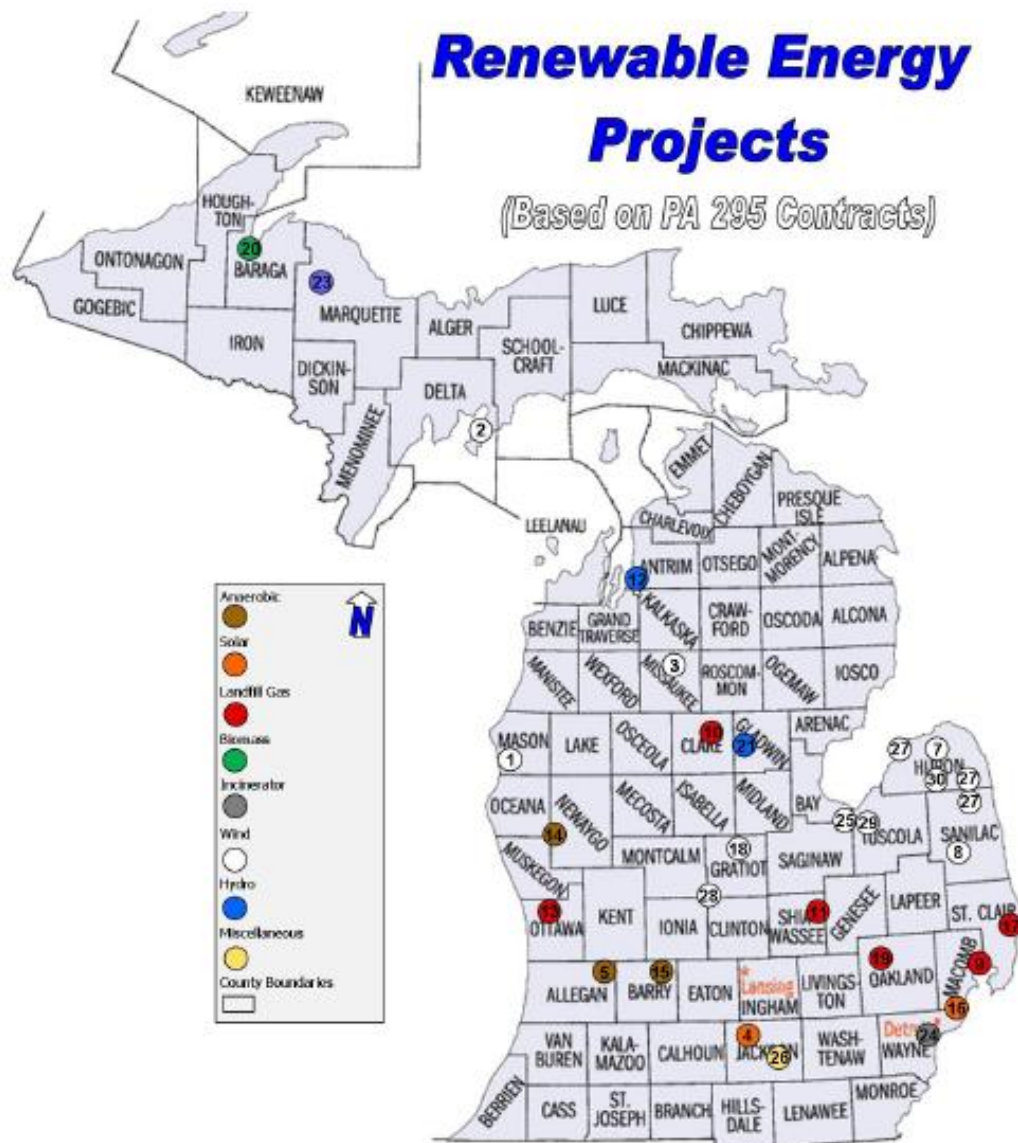 Renewable Energy
Projects
(Based on PA 295 Contracts)
KEWEENAW
HOUGH-
TON
20
ONTONAGON
BARAGA
23
GOGEBIC
MARQUETTE
LUCE
IRON
ALGER
CHIPPEWA
SCHOOL-
CRAFT
DICKIN-
SON
MACKINAC
DELTA
2
MENOMINEE
EMMET
CHEBOYGAN
PRESQUE
ISLE
LEELANAU
CHARLEVOIX
ANTRIM
OTSEGO
MONT-
MORENCY
ALPENA
12
KALKASKA
BENZIE
GRAND
TRAVERSE
CRAW-
FORD
OSCODA
ALCONA
MANISTEE
WEXFORD
3
MISSAUKEE
ROSCOM-
MON
OGEMAW
IOSCO
MASON
1
LAKE
OSCEOLA
10
CLARE
GLADWIN
21
ARENAC
27
7
HURON
30
27
27
OCEANA
NEWAYGO
MECOSTA
ISABELLA
MIDLAND
BAY
25
29
TUSCOLA
SANILAC
8
14
MUSKEGON
MONTCALM
18
GRATIOT
SAGINAW
28
13
OTTAWA
KENT
IONIA
CLINTON
11
SHIA-
WASSEE
GENESEE
LAPEER
ST. CLAIR
17
5
ALLEGAN
15
BARRY
EATON
*
Lansing
INGHAM
LIVINGS-
TON
19
OAKLAND
MACOMB
9
16
VAN
BUREN
KALA-
MAZOO
CALHOUN
4
JACKSON
26
WASH-
TENAW
Detroit*
WAYNE
24
BERRIEN
CASS
ST.
JOSEPH
BRANCH
HILLS-
DALE
LENAWEE
MONROE
Anaerobic
N
Solar
Landfill Gas
Biomass
Incinerator
Wind
Hydro
Miscellaneous
County Boundaries